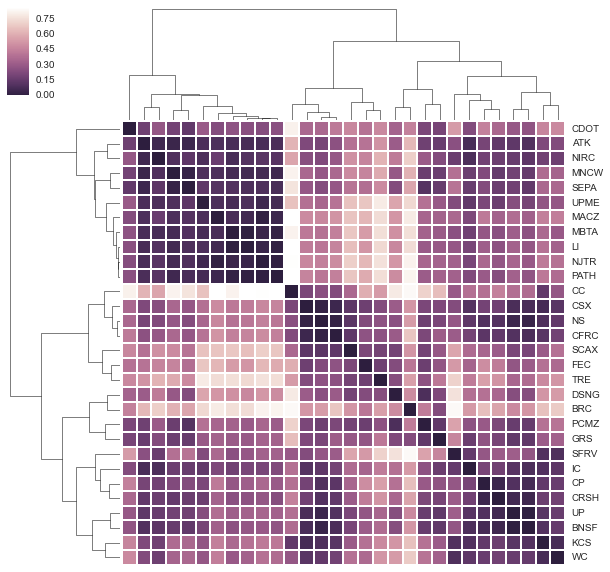 0.75
0.60
0.45
0.30
0.15
0.00
CDOT
ATK
NIRC
MNCW
SEPA
UPME
MACZ
MBTA
LI
NJTR
PATH
CC
CSX
NS
CFRC
SCAX
FEC
TRE
DSNG
BRC
PCMZ
GRS
SFRV
IC
CP
CRSH
UP
BNSF
KCS
WC